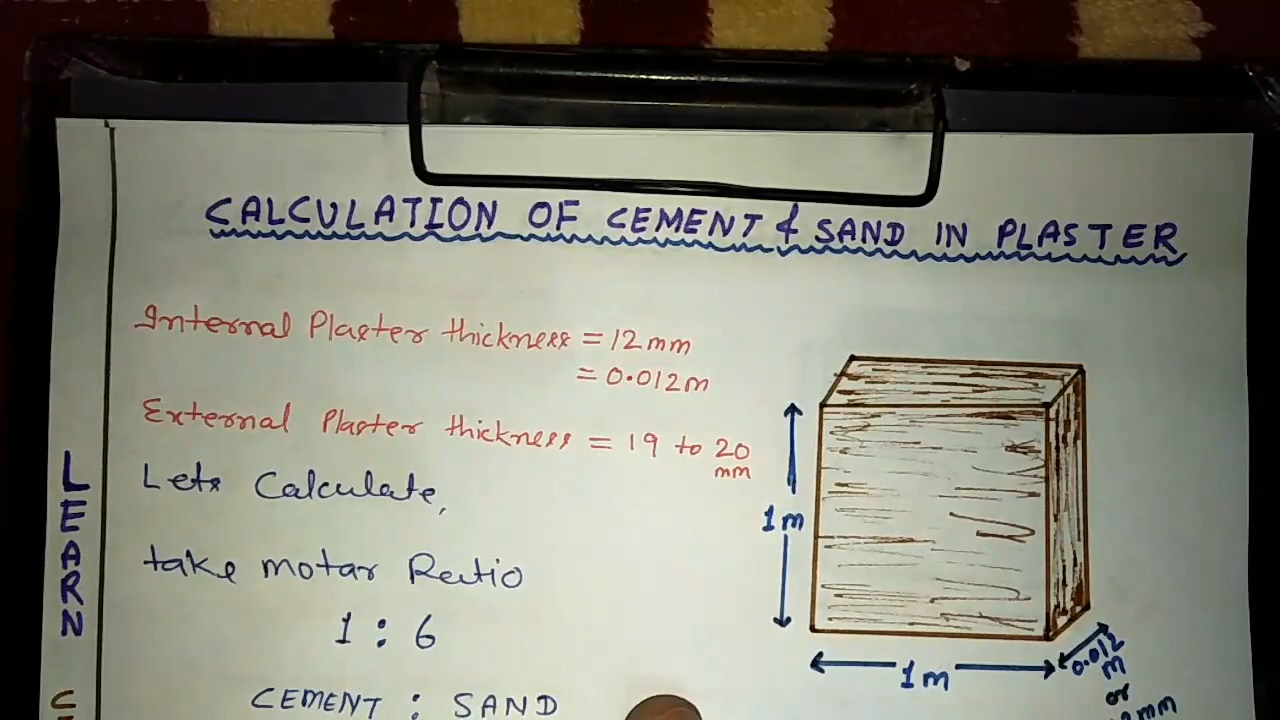 CALCULATION OF CEMENT & SAND IN PLASTER
Internal Plaster thickness = 12mm
= 0.012m
External Plaster thickness = 19 to 20
mm
Lets Calculate,
take motar Ratio
1 : 6
CEMENT : SAND
LEARN
1m
1m
0.012
m
or
mm